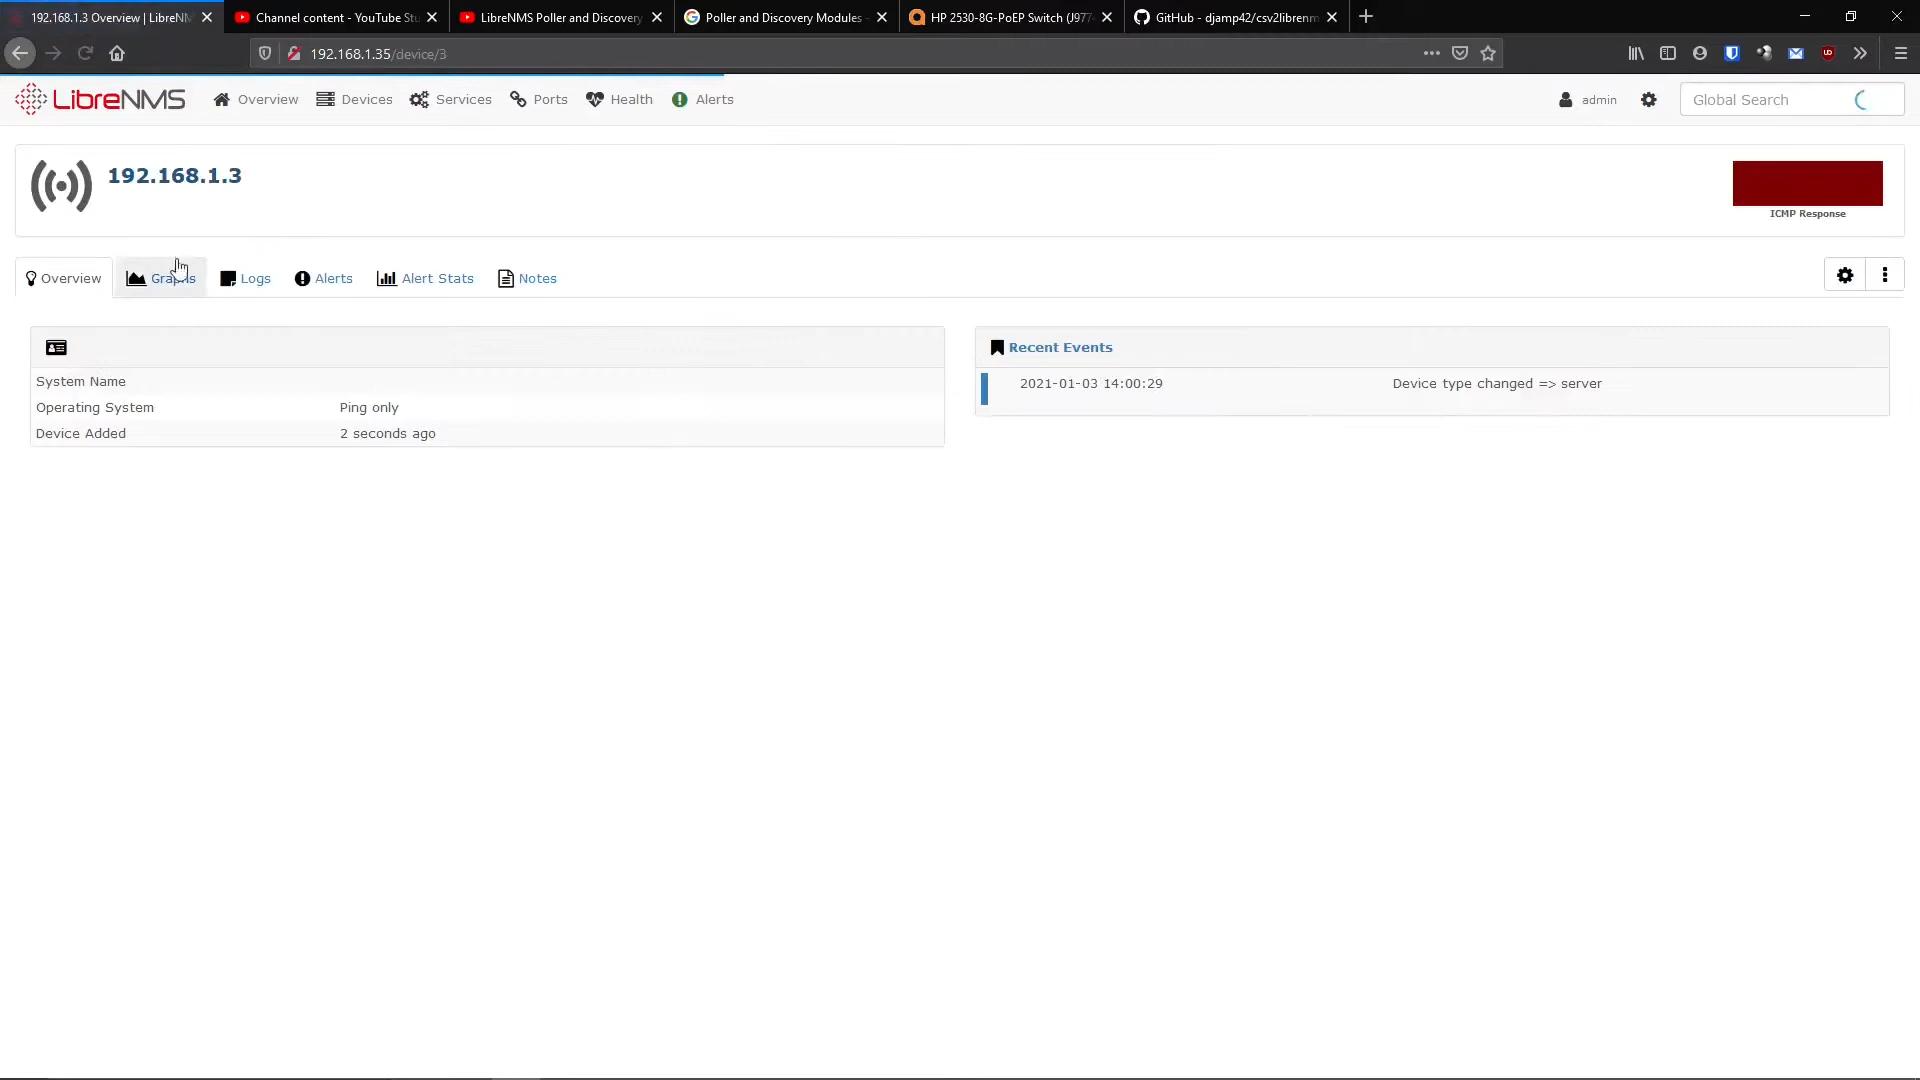 192.168.1.3 Overview | LibreNM
Channel content - YouTube Stu
LibreNMS Poller and Discovery
Poller and Discovery Modules -
HP 2530-8G-PoEP Switch (J977
GitHub - djamp42/csv2librenm
192.168.1.35/device/3
LibreNMS
Overview
Devices
Services
Ports
Health
Alerts
admin
Global Search
192.168.1.3
ICMP Response
Overview
Graphs
Logs
Alerts
Alert Stats
Notes
System Name
Operating System Ping only
Device Added 2 seconds ago
Recent Events
2021-01-03 14:00:29 Device type changed => server